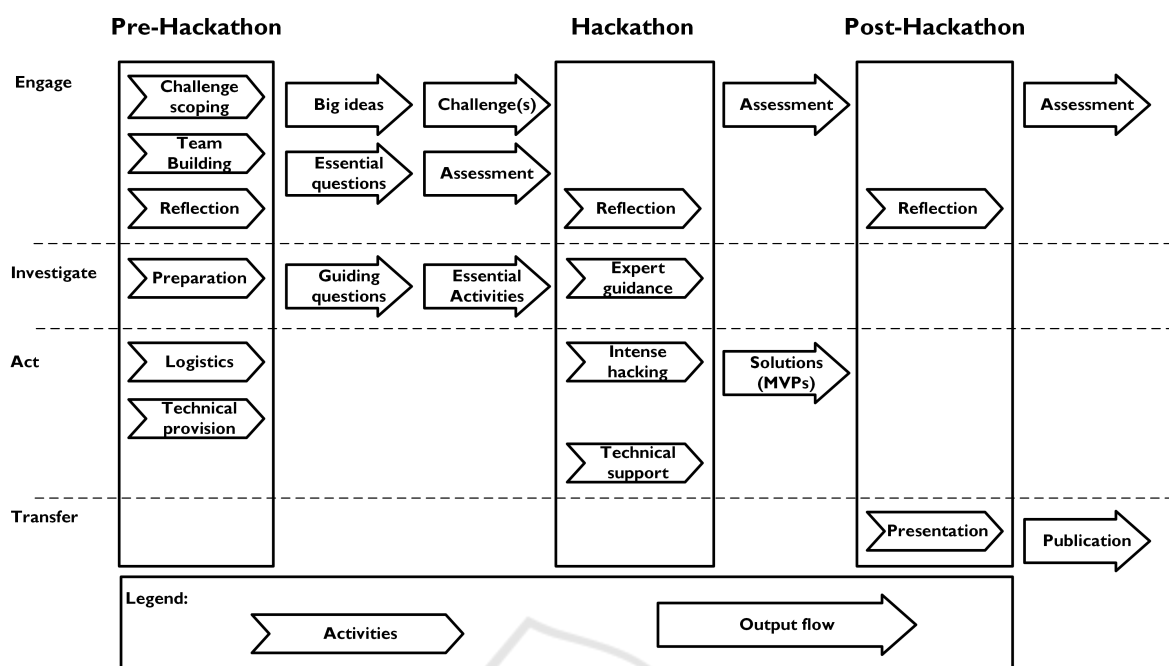 Pre-Hackathon
Hackathon
Post-Hackathon
Engage
Challenge
scoping
Big ideas
Challenge(s)
Assessment
Assessment
Team
Building
Essential
questions
Assessment
Reflection
Reflection
Reflection
Investigate
Preparation
Guiding
questions
Essential
Activities
Expert
guidance
Act
Logistics
Intense
hacking
Solutions
(MVPs)
Technical
provision
Technical
support
Transfer
Presentation
Publication
Legend:
Activities
Output flow